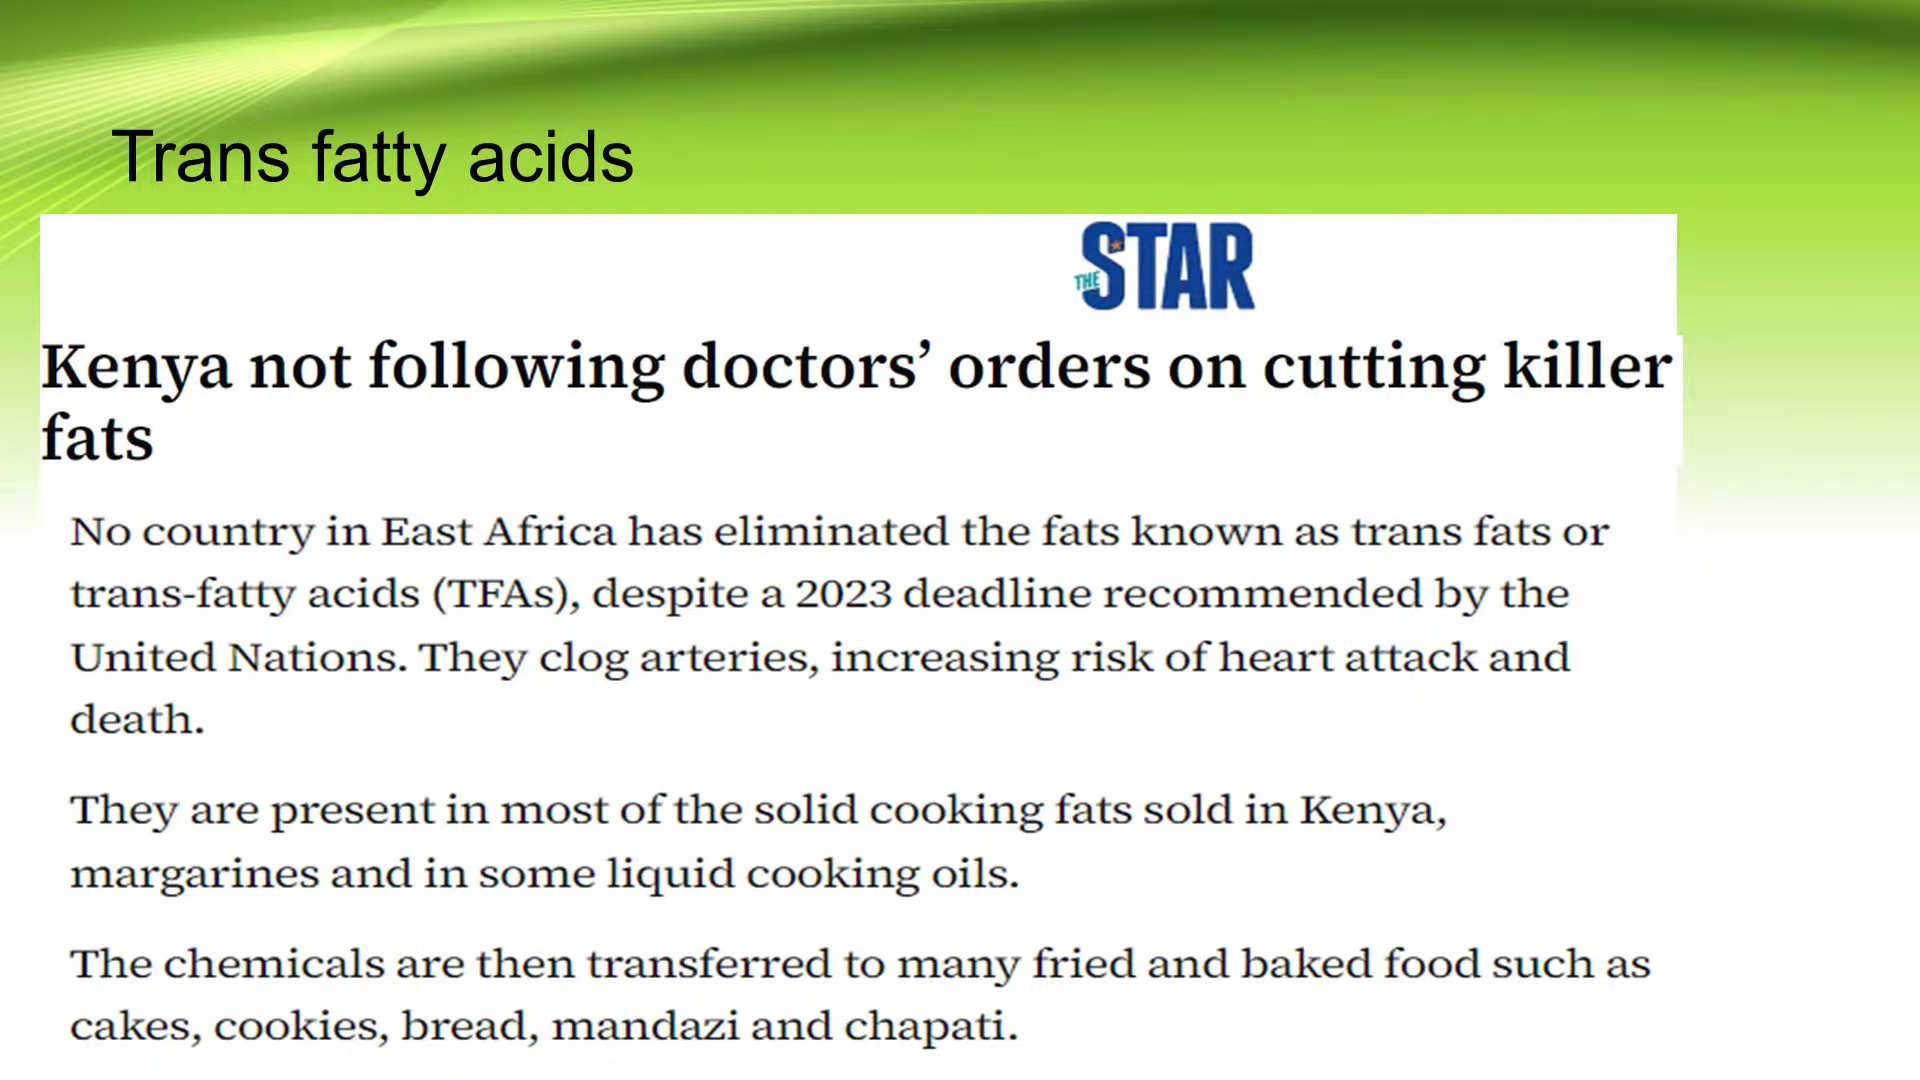 Trans fatty acids
THE STAR
Kenya not following doctors’ orders on cutting killer
fats
No country in East Africa has eliminated the fats known as trans fats or
trans-fatty acids (TFAs), despite a 2023 deadline recommended by the
United Nations. They clog arteries, increasing risk of heart attack and
death.
They are present in most of the solid cooking fats sold in Kenya,
margarines and in some liquid cooking oils.
The chemicals are then transferred to many fried and baked food such as
cakes, cookies, bread, mandazi and chapati.